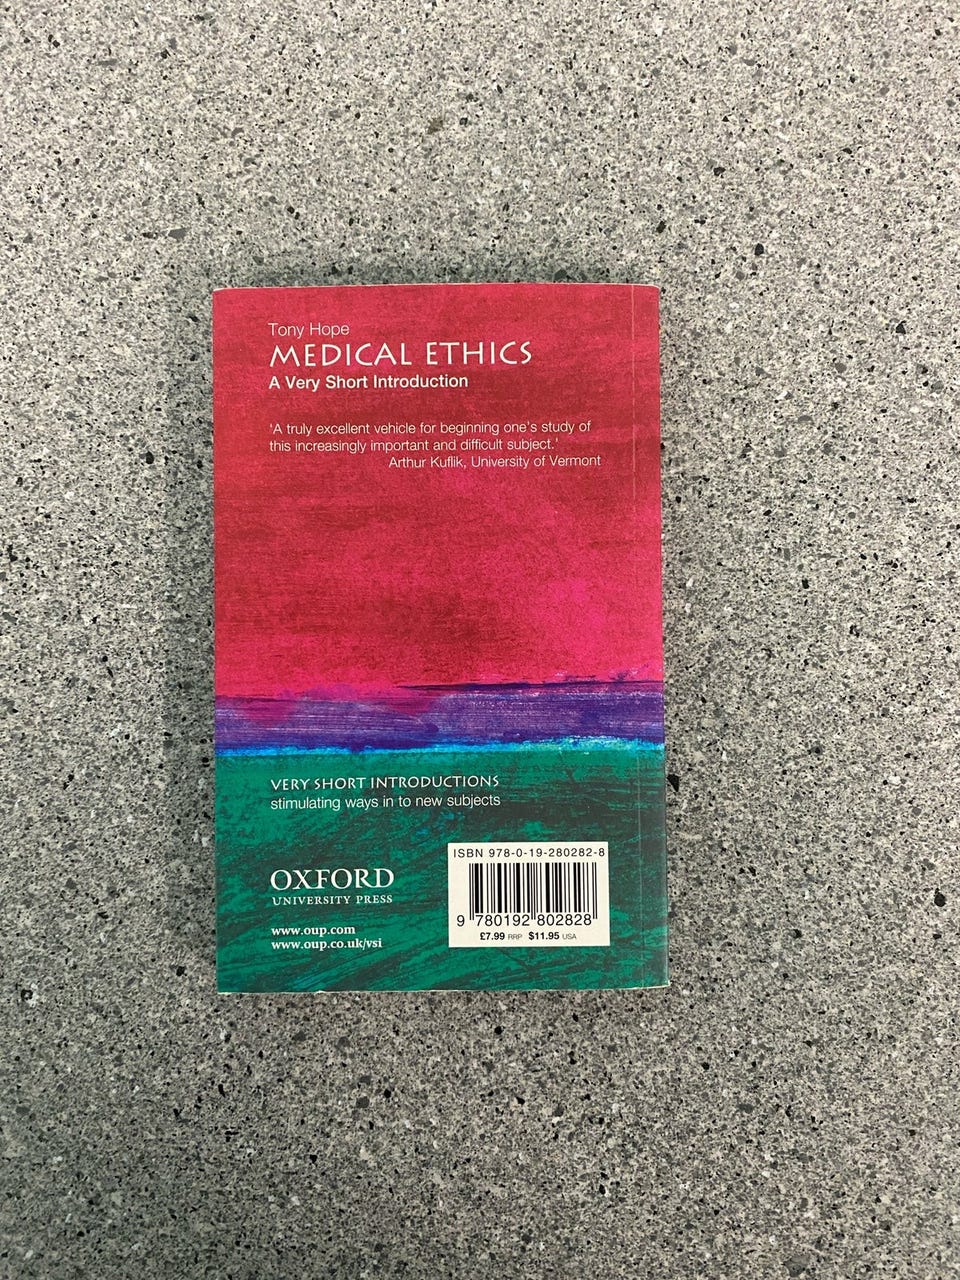 Tony Hope
MEDICAL ETHICS
A Very Short Introduction
'A truly excellent vehicle for beginning one's study of
this increasingly important and difficult subject.'
Arthur Kuflik, University of Vermont
VERY SHORT INTRODUCTIONS
stimulating ways in to new subjects
OXFORD
UNIVERSITY PRESS
www.oup.com
www.oup.co.uk/vsi
ISBN 978-0-19-280282-8
9 780192 802828
£7.99 RRP $11.95 USA